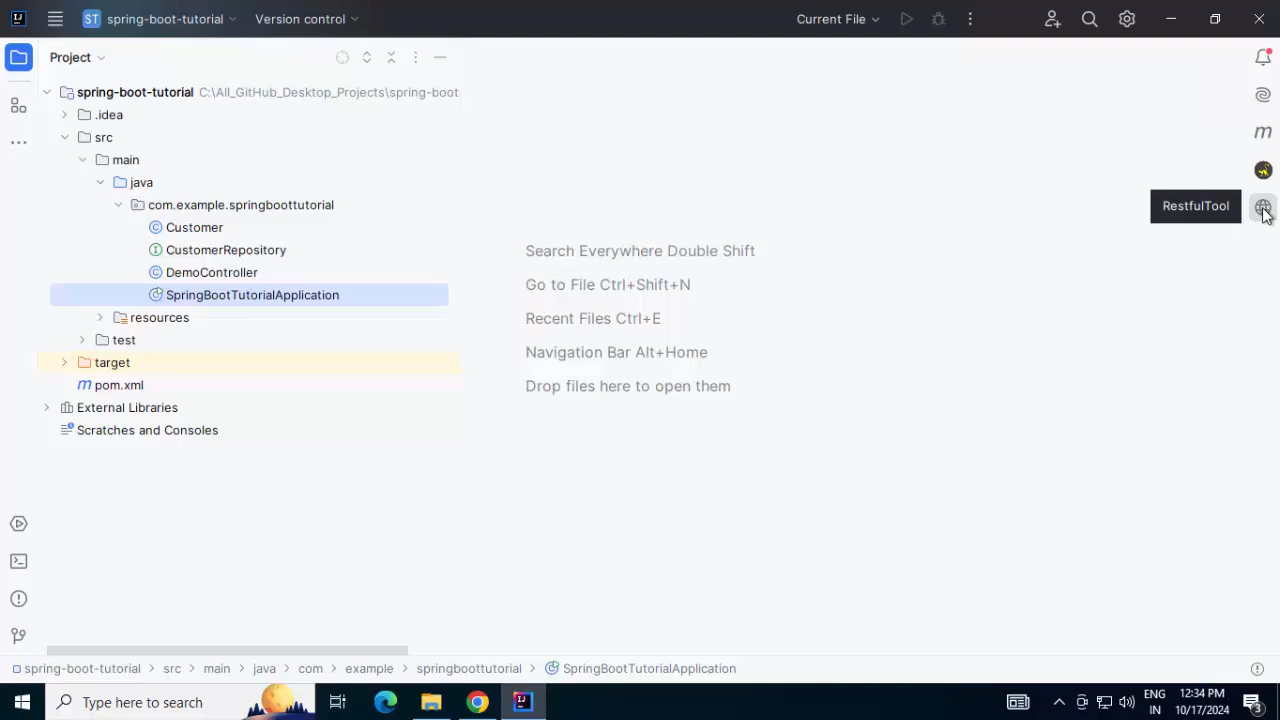 ST spring-boot-tutorial Version control Current File
Project
spring-boot-tutorial C:\All_GitHub_Desktop_Projects\spring-boot
.idea
src
main
java
com.example.springboottutorial
Customer
CustomerRepository
DemoController
SpringBootTutorialApplication
resources
test
target
m pom.xml
External Libraries
Scratches and Consoles
Search Everywhere Double Shift
Go to File Ctrl+Shift+N
Recent Files Ctrl+E
Navigation Bar Alt+Home
Drop files here to open them
m
RestfulTool
spring-boot-tutorial > src > main > java > com > example > springboottutorial > SpringBootTutorialApplication
Type here to search
ENG
IN
12:34 PM
10/17/2024
3